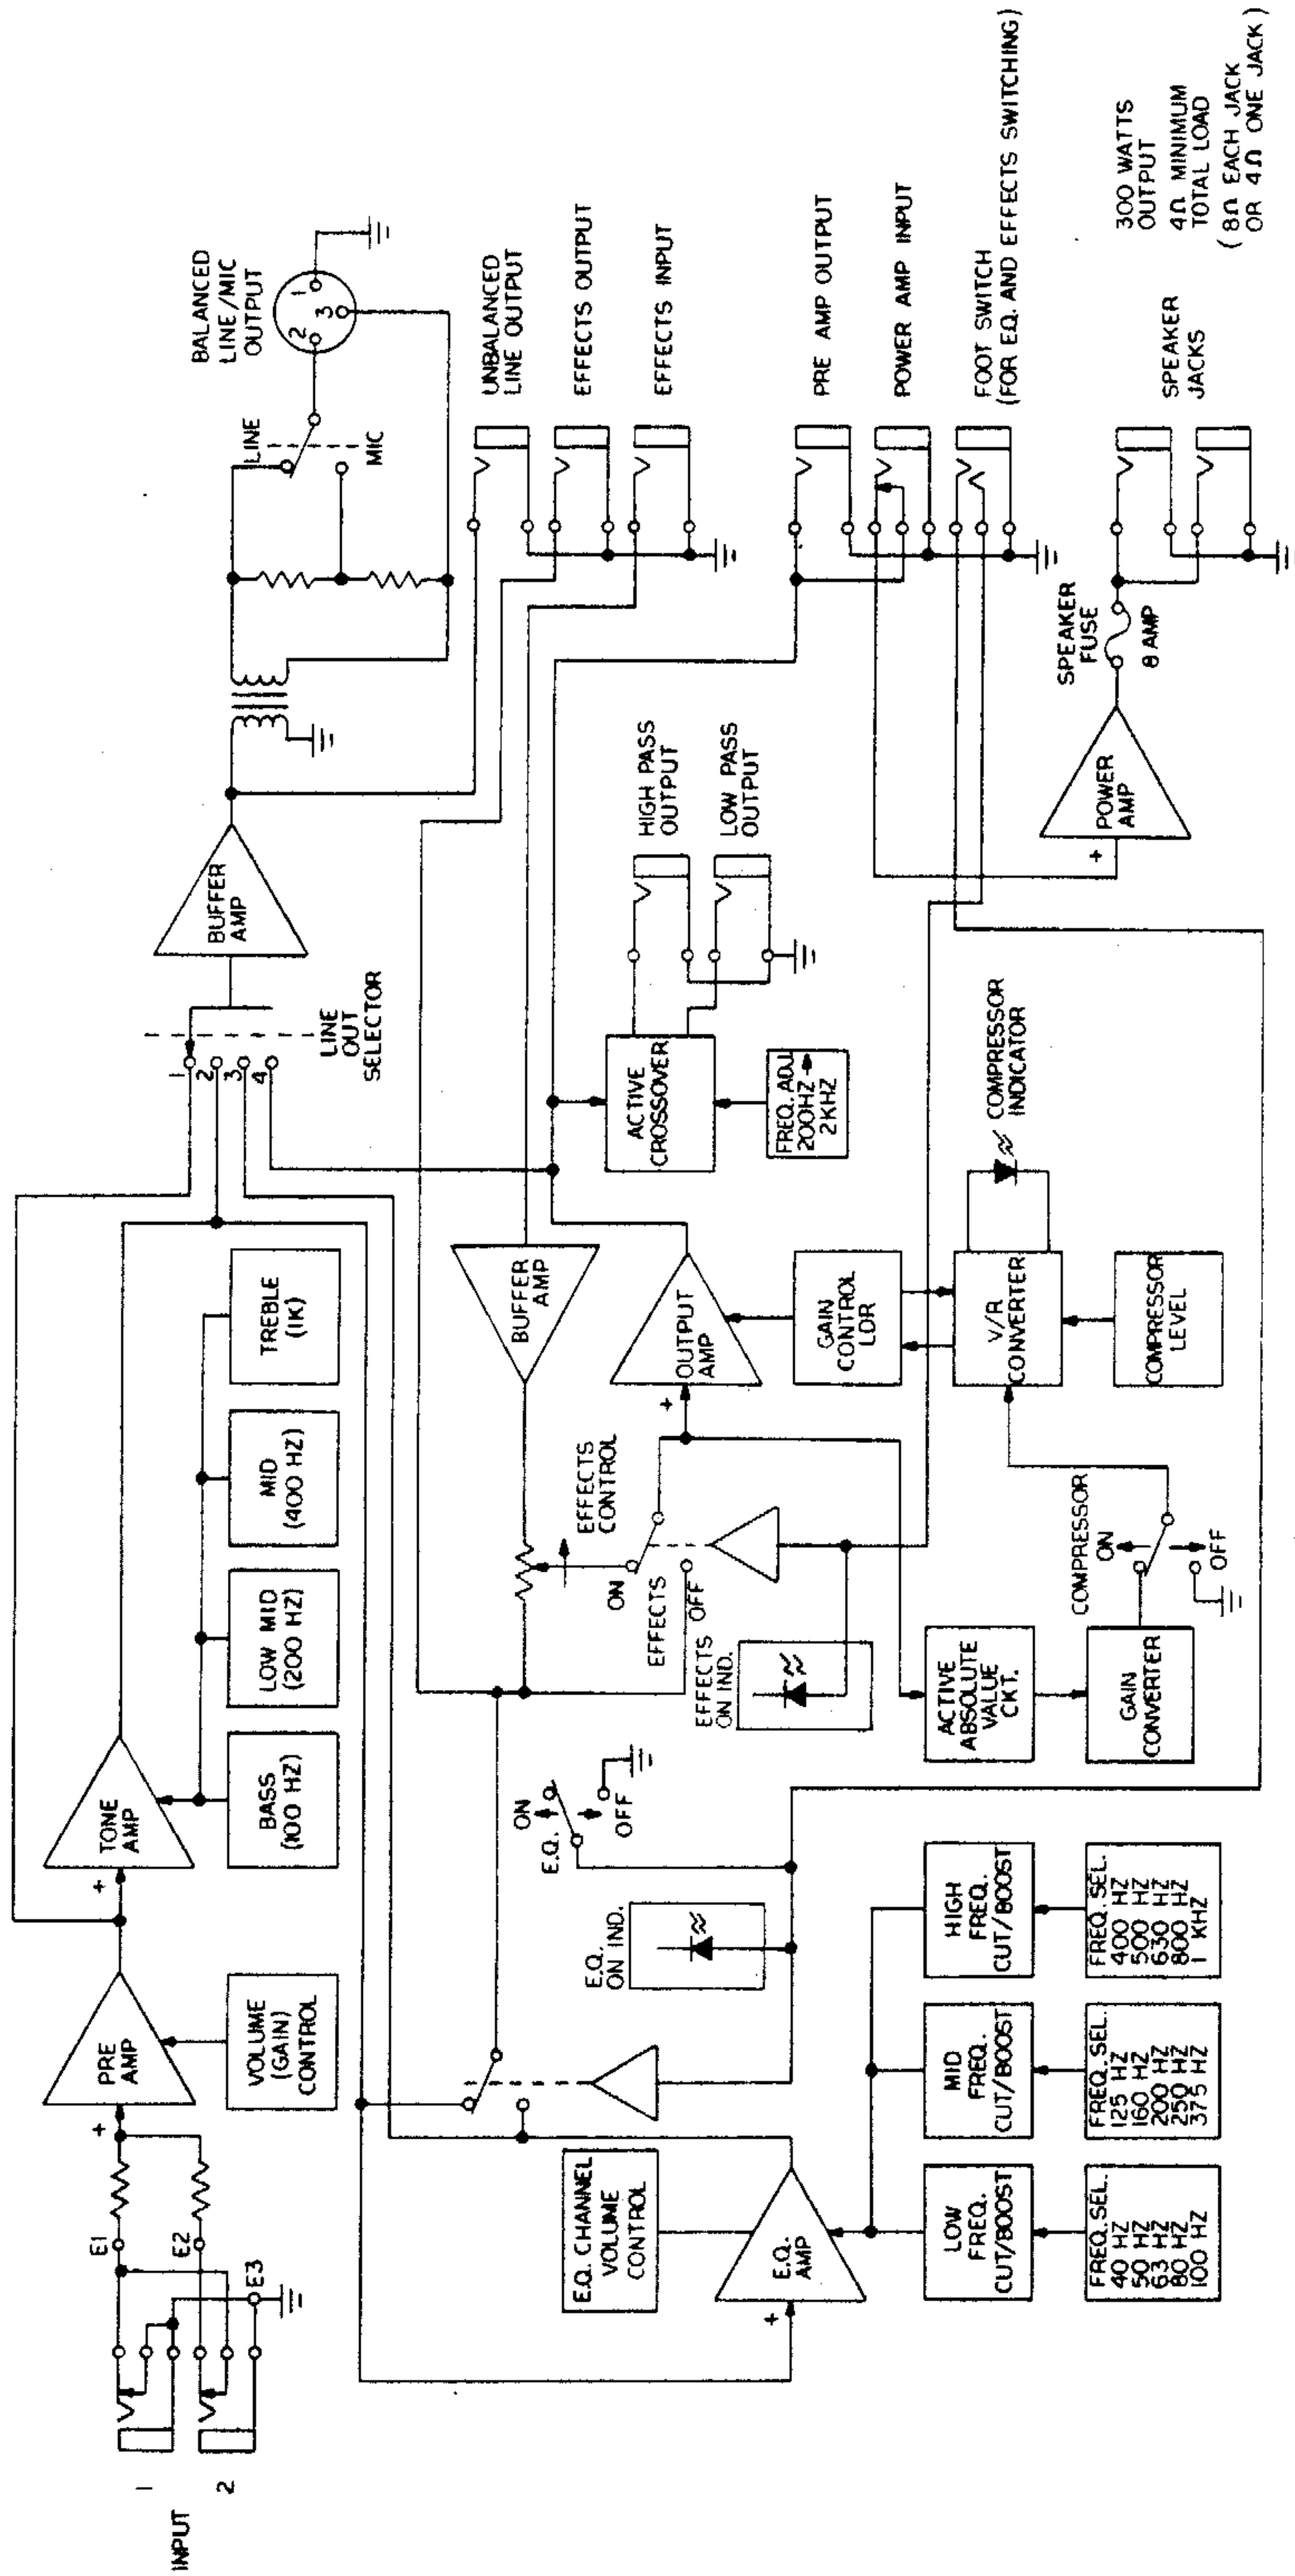 INPUT
1
2
E1
E2
E3
+
PRE
AMP
VOLUME
(GAIN)
CONTROL
+
TONE
AMP
BASS
(100 HZ)
LOW MID
(200 HZ)
MID
(400 HZ)
TREBLE
(1K)
1
2
3
4
LINE
OUT
SELECTOR
BUFFER
AMP
LINE
MIC
BALANCED
LINE/MIC
OUTPUT
2
1
3
UNBALANCED
LINE OUTPUT
EFFECTS OUTPUT
EFFECTS INPUT
E.Q. CHANNEL
VOLUME
CONTROL
+
E.Q.
AMP
E.Q.
ON IND.
ON
E.Q.
OFF
BUFFER
AMP
EFFECTS
CONTROL
ON
EFFECTS
OFF
EFFECTS
ON IND.
+
OUTPUT
AMP
ACTIVE
CROSSOVER
FREQ. ADJ.
200HZ
2KHZ
HIGH PASS
OUTPUT
LOW PASS
OUTPUT
PRE AMP OUTPUT
POWER AMP INPUT
FOOT SWITCH
(FOR E.Q. AND EFFECTS SWITCHING)
LOW
FREQ.
CUT/BOOST
MID
FREQ.
CUT/BOOST
HIGH
FREQ.
CUT/BOOST
FREQ. SEL.
40 HZ
50 HZ
63 HZ
80 HZ
100 HZ
FREQ. SEL.
125 HZ
160 HZ
200 HZ
250 HZ
375 HZ
FREQ. SEL.
400 HZ
500 HZ
630 HZ
800 HZ
1 KHZ
ACTIVE
ABSOLUTE
VALUE
CKT.
GAIN
CONVERTER
COMPRESSOR
ON
OFF
GAIN
CONTROL
LDR
V/R
CONVERTER
COMPRESSOR
LEVEL
COMPRESSOR
INDICATOR
+
POWER
AMP
SPEAKER
FUSE
8 AMP
SPEAKER
JACKS
300 WATTS
OUTPUT
4Ω MINIMUM
TOTAL LOAD
(8Ω EACH JACK
OR 4Ω ONE JACK)